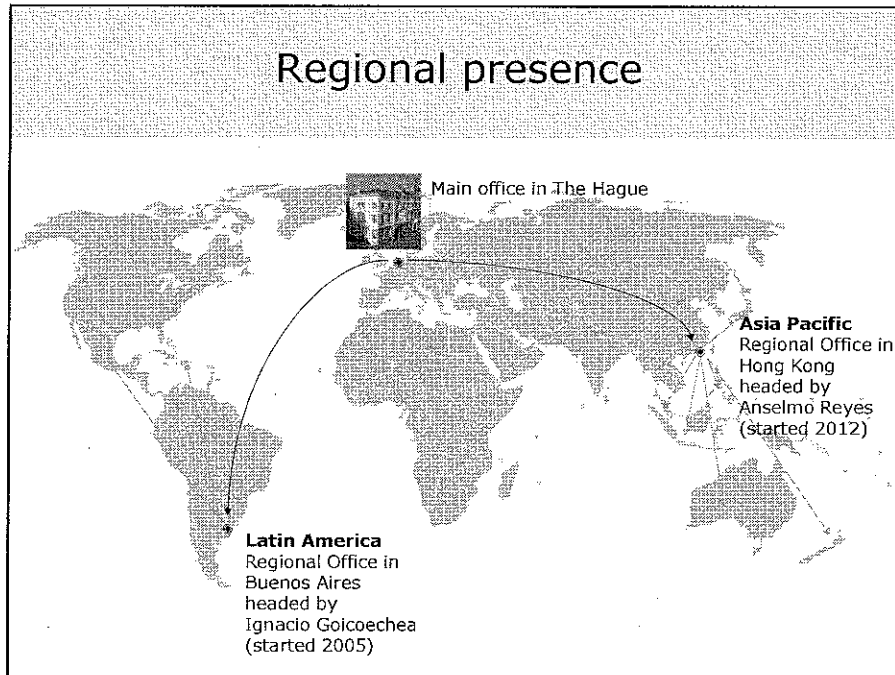 Regional presence
Main office in The Hague
Asia Pacific
Regional Office in
Hong Kong
headed by
Anselmo Reyes
(started 2012)
Latin America
Regional Office in
Buenos Aires
headed by
Ignacio Goicoechea
(started 2005)